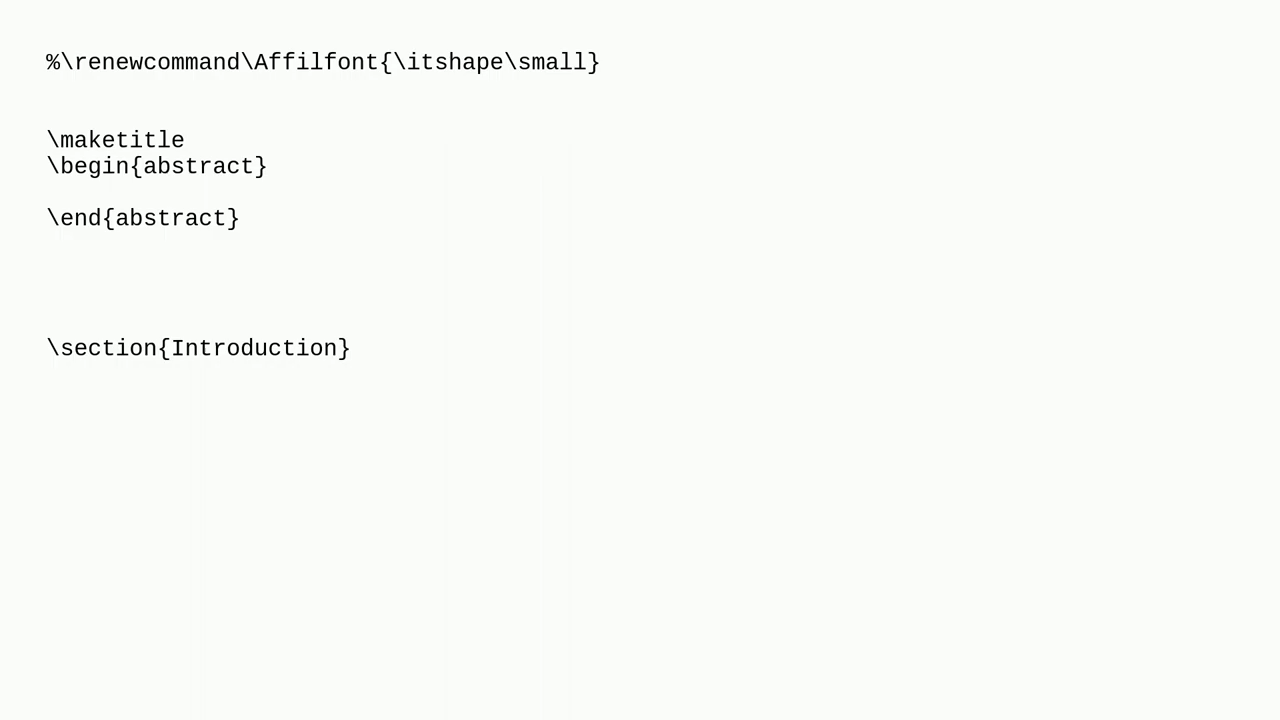 %\renewcommand\Affilfont{\itshape\small}
\maketitle
\begin{abstract}
\end{abstract}
\section{Introduction}